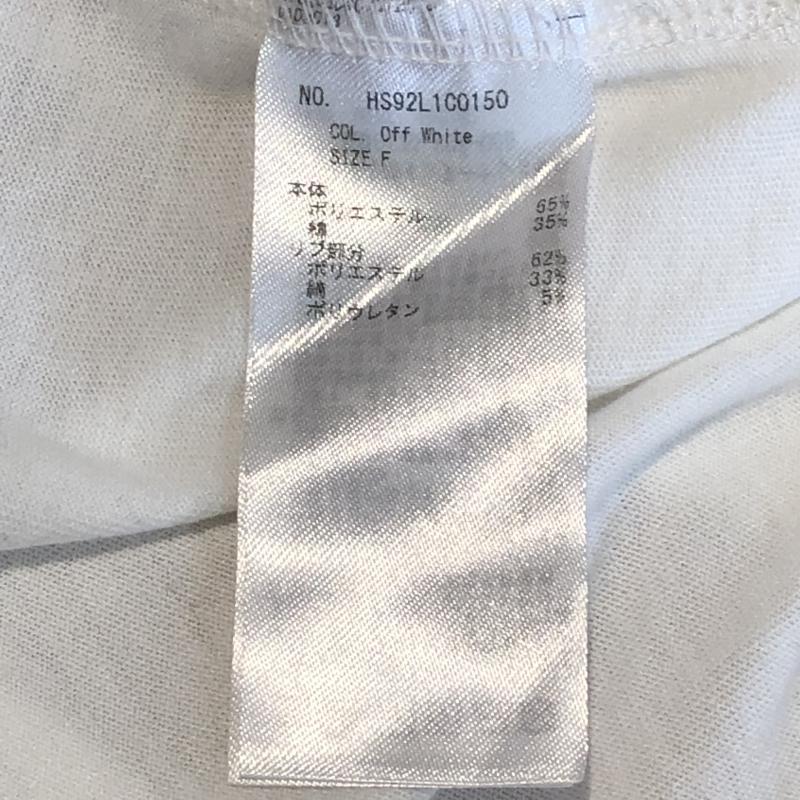 NO. HS92L1C0150
COL. Off White
SIZE F
本体
ポリエステル 65%
綿 35%
リブ部分
ポリエステル 62%
綿 33%
ポリウレタン 5%